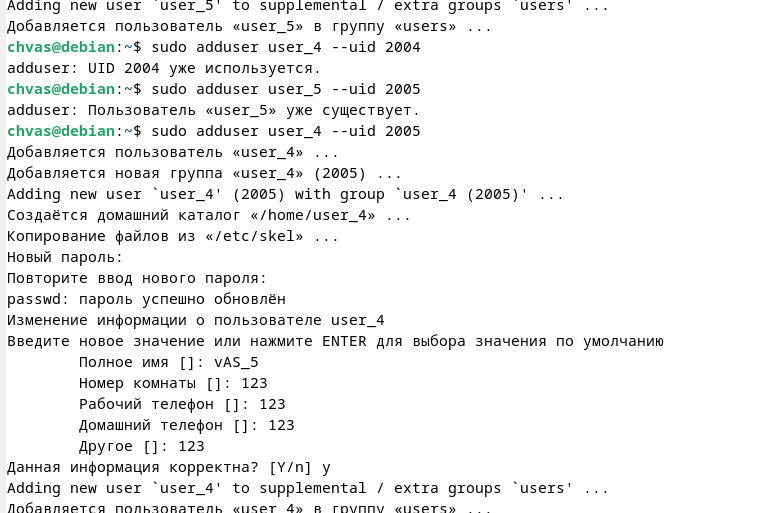 Adding new user `user_5' to supplemental / extra groups `users' ...
Добавляется пользователь «user_5» в группу «users» ...
chvas@debian:~$ sudo adduser user_4 --uid 2004
adduser: UID 2004 уже используется.
chvas@debian:~$ sudo adduser user_5 --uid 2005
adduser: Пользователь «user_5» уже существует.
chvas@debian:~$ sudo adduser user_4 --uid 2005
Добавляется пользователь «user_4» ...
Добавляется новая группа «user_4» (2005) ...
Adding new user `user_4' (2005) with group `user_4 (2005)' ...
Создаётся домашний каталог «/home/user_4» ...
Копирование файлов из «/etc/skel» ...
Новый пароль:
Повторите ввод нового пароля:
passwd: пароль успешно обновлён
Изменение информации о пользователе user_4
Введите новое значение или нажмите ENTER для выбора значения по умолчанию
Полное имя []: vAS_5
Номер комнаты []: 123
Рабочий телефон []: 123
Домашний телефон []: 123
Другое []: 123
Данная информация корректна? [Y/n] y
Adding new user `user_4' to supplemental / extra groups `users' ...
Добавляется пользователь «user_4» в группу «users» ...